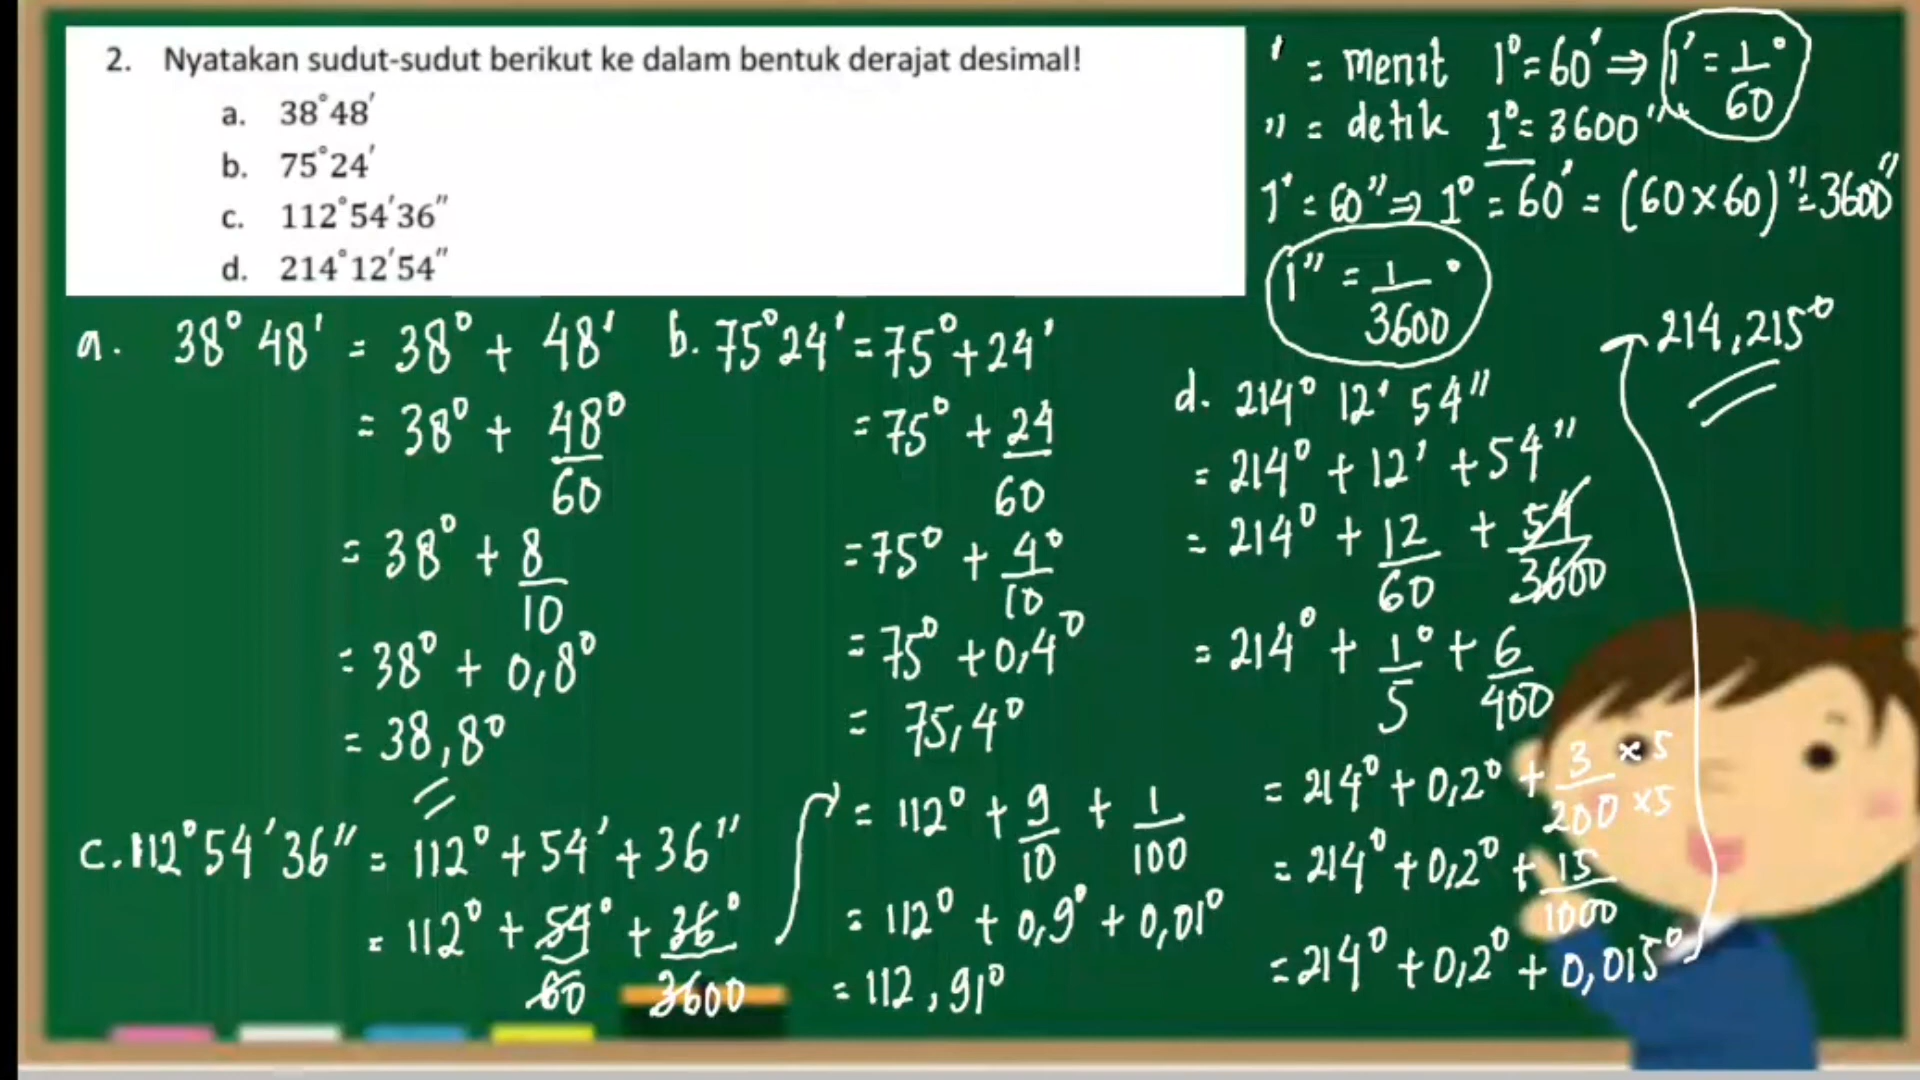 2. Nyatakan sudut-sudut berikut ke dalam bentuk derajat desimal!
a. 38°48′
b. 75°24′
c. 112°54′36″
d. 214°12′54″
′ = menit 1° = 60′ ⇒ 1′ = 1/60°
″ = detik 1° = 3600″
1′ = 60″ ⇒ 1° = 60′ = (60×60)″ = 3600″
1″ = 1/3600°
a. 38° 48′ = 38° + 48′
= 38° + 48°/60
= 38° + 8/10
= 38° + 0,8°
= 38,8°
b. 75°24′ = 75° + 24′
= 75° + 24/60
= 75° + 4°/10
= 75° + 0,4°
= 75,4°
c. 112°54′36″ = 112° + 54′ + 36″
= 112° + 54°/60 + 36°/3600
= 112° + 9/10 + 1/100
= 112° + 0,9° + 0,01°
= 112,91°
d. 214° 12′ 54″
= 214° + 12′ + 54″
= 214° + 12/60 + 54/3600
= 214° + 1°/5 + 6/400
= 214° + 0,2° + 3/200 ×5 ×5
= 214° + 0,2° + 15/1000
= 214° + 0,2° + 0,015°
214,215°